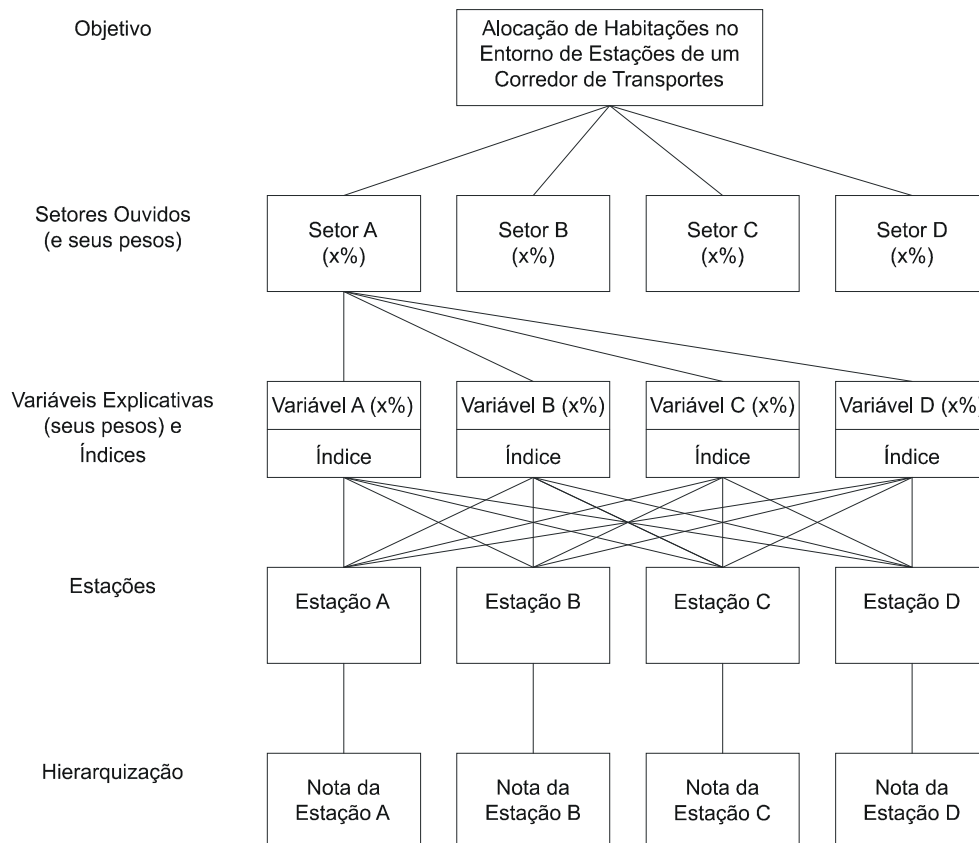 Objetivo
Alocação de Habitações no
Entorno de Estações de um
Corredor de Transportes
Setores Ouvidos
(e seus pesos)
Setor A
(x%)
Setor B
(x%)
Setor C
(x%)
Setor D
(x%)
Variáveis Explicativas
(seus pesos) e
Índices
Variável A (x%)
Índice
Variável B (x%)
Índice
Variável C (x%)
Índice
Variável D (x%)
Índice
Estações
Estação A
Estação B
Estação C
Estação D
Hierarquização
Nota da
Estação A
Nota da
Estação B
Nota da
Estação C
Nota da
Estação D